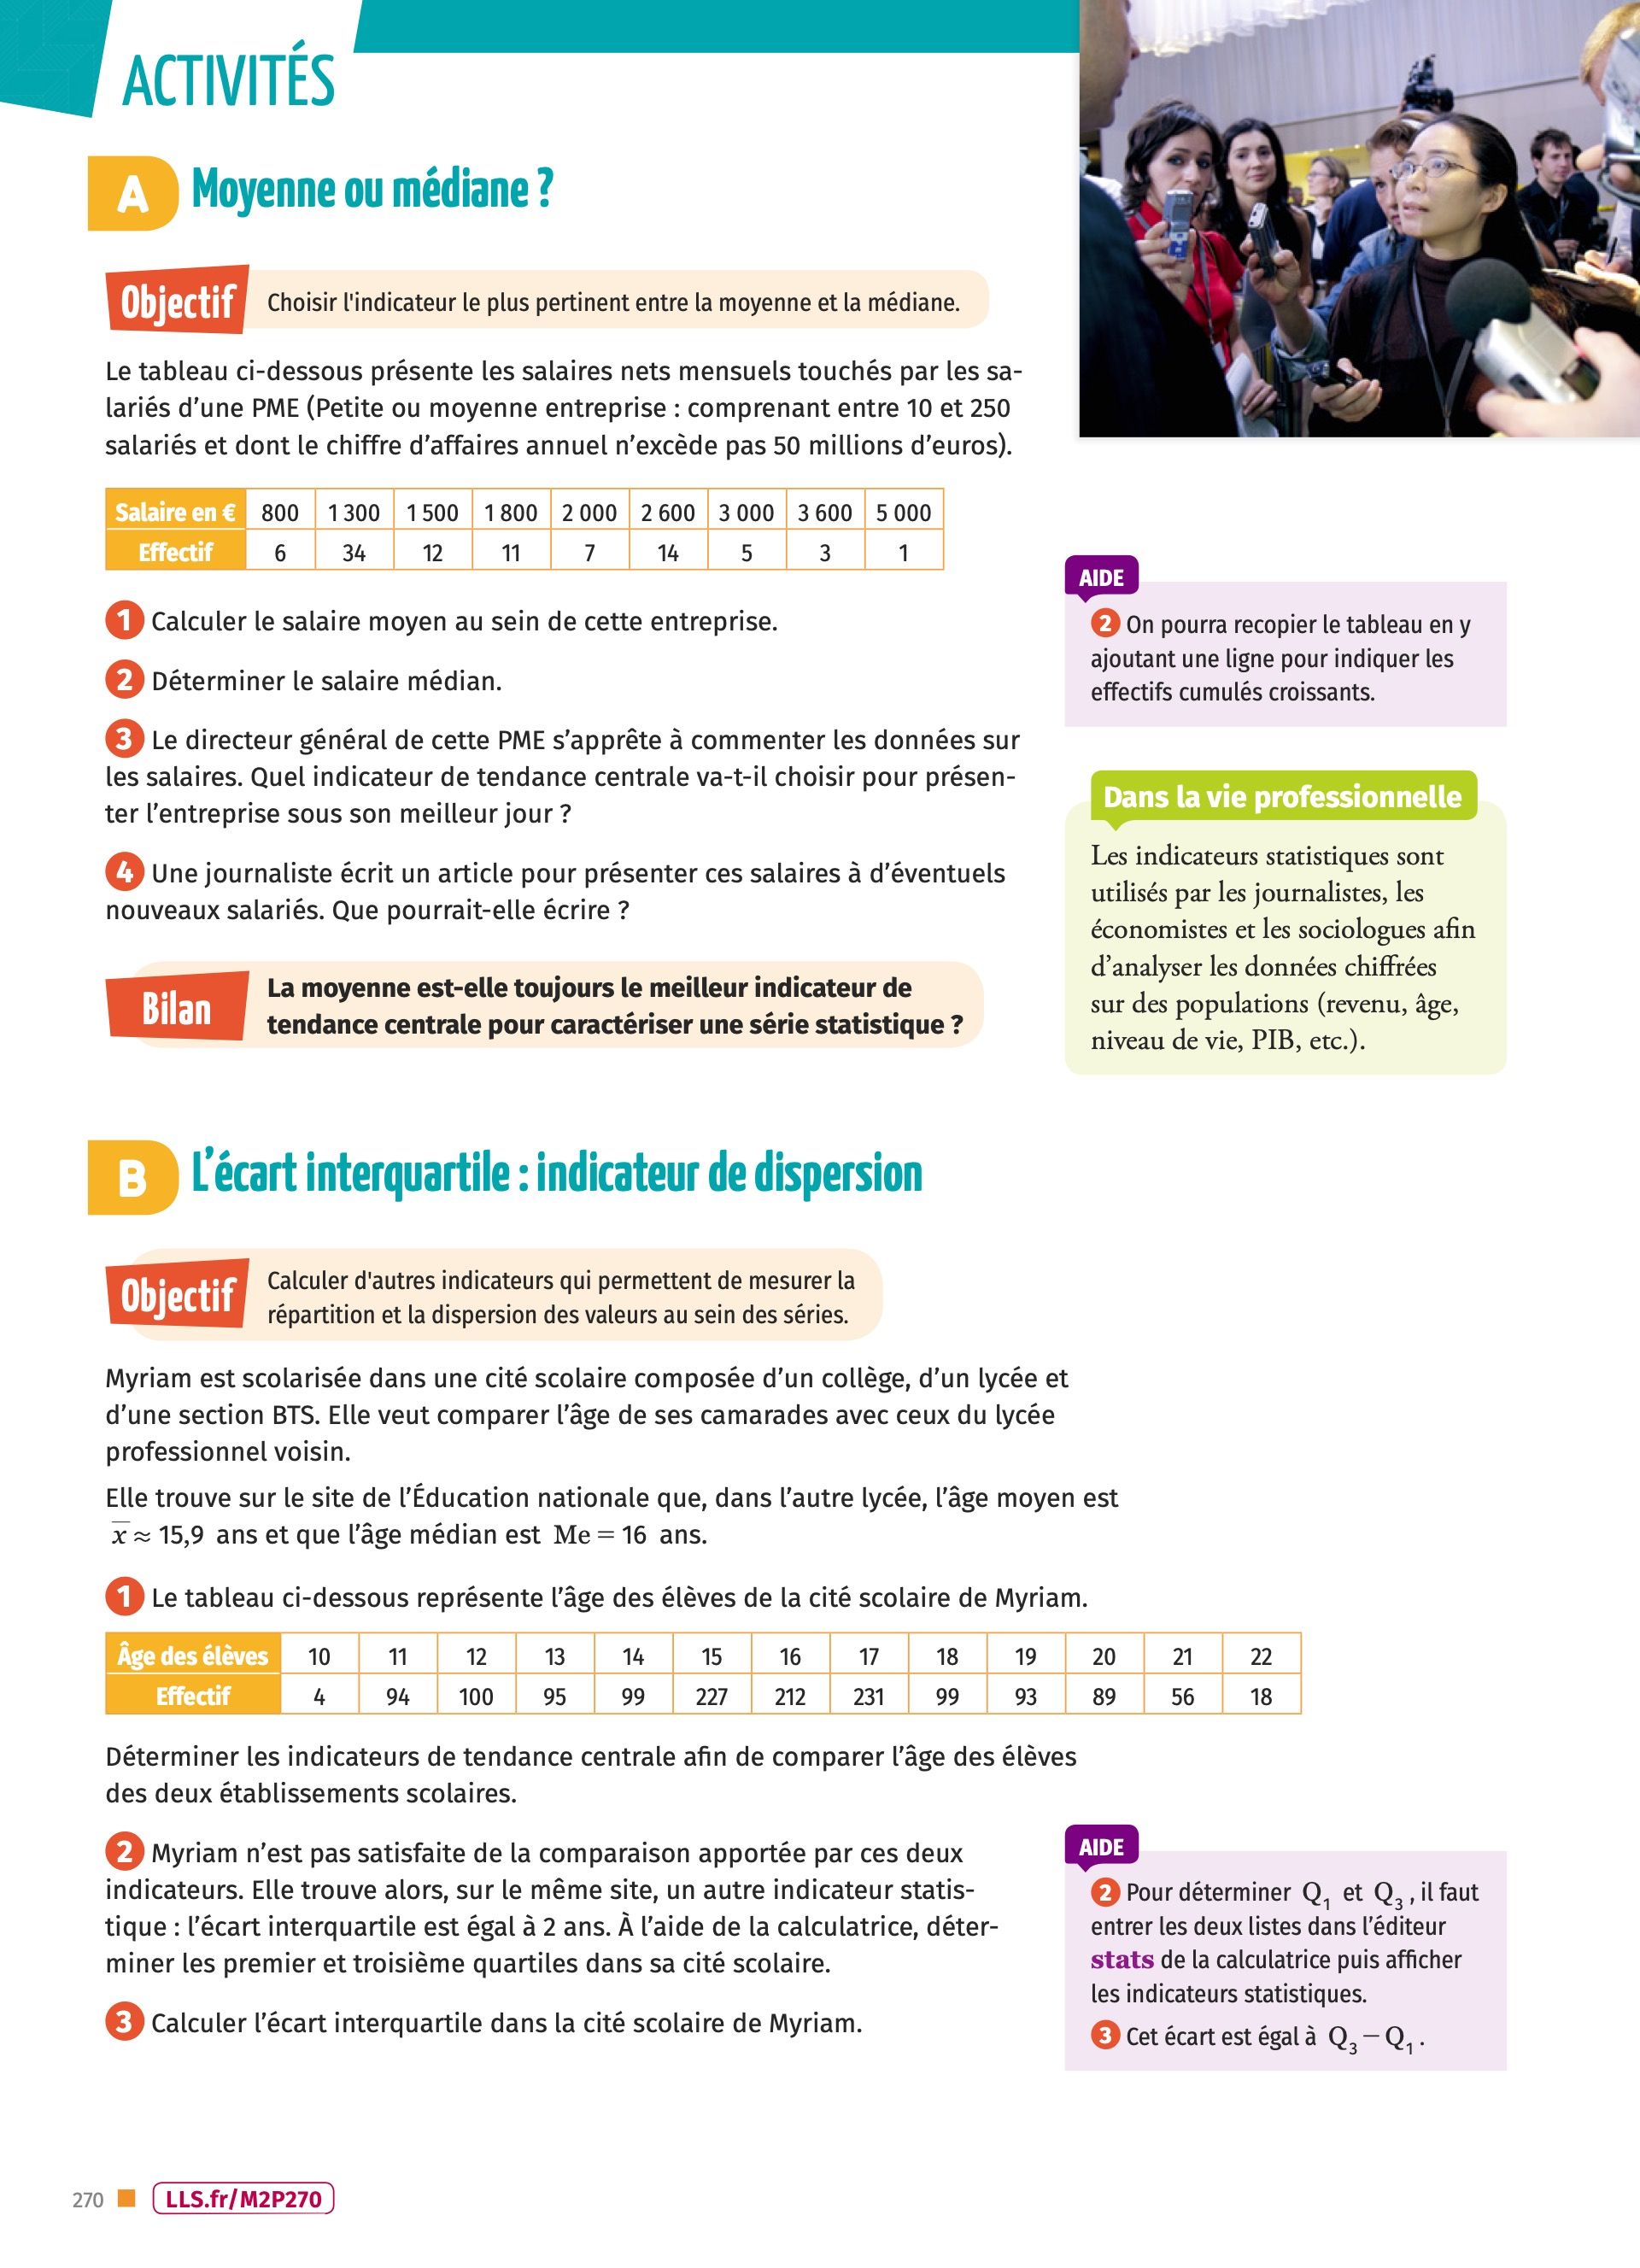 ACTIVITÉS
A Moyenne ou médiane ?
Objectif Choisir l'indicateur le plus pertinent entre la moyenne et la médiane.
Le tableau ci-dessous présente les salaires nets mensuels touchés par les sa-
lariés d’une PME (Petite ou moyenne entreprise : comprenant entre 10 et 250
salariés et dont le chiffre d’affaires annuel n’excède pas 50 millions d’euros).
Salaire en € 800 1 300 1 500 1 800 2 000 2 600 3 000 3 600 5 000
Effectif 6 34 12 11 7 14 5 3 1
1 Calculer le salaire moyen au sein de cette entreprise.
2 Déterminer le salaire médian.
3 Le directeur général de cette PME s’apprête à commenter les données sur
les salaires. Quel indicateur de tendance centrale va-t-il choisir pour présen-
ter l’entreprise sous son meilleur jour ?
4 Une journaliste écrit un article pour présenter ces salaires à d’éventuels
nouveaux salariés. Que pourrait-elle écrire ?
Bilan
La moyenne est-elle toujours le meilleur indicateur de
tendance centrale pour caractériser une série statistique ?
AIDE
2 On pourra recopier le tableau en y
ajoutant une ligne pour indiquer les
effectifs cumulés croissants.
Dans la vie professionnelle
Les indicateurs statistiques sont
utilisés par les journalistes, les
économistes et les sociologues afin
d’analyser les données chiffrées
sur des populations (revenu, âge,
niveau de vie, PIB, etc.).
B L’écart interquartile : indicateur de dispersion
Objectif
Calculer d'autres indicateurs qui permettent de mesurer la
répartition et la dispersion des valeurs au sein des séries.
Myriam est scolarisée dans une cité scolaire composée d’un collège, d’un lycée et
d’une section BTS. Elle veut comparer l’âge de ses camarades avec ceux du lycée
professionnel voisin.
Elle trouve sur le site de l’Éducation nationale que, dans l’autre lycée, l’âge moyen est
x̅ ≈ 15,9 ans et que l’âge médian est Me = 16 ans.
1 Le tableau ci-dessous représente l’âge des élèves de la cité scolaire de Myriam.
Âge des élèves 10 11 12 13 14 15 16 17 18 19 20 21 22
Effectif 4 94 100 95 99 227 212 231 99 93 89 56 18
Déterminer les indicateurs de tendance centrale afin de comparer l’âge des élèves
des deux établissements scolaires.
2 Myriam n’est pas satisfaite de la comparaison apportée par ces deux
indicateurs. Elle trouve alors, sur le même site, un autre indicateur statis-
tique : l’écart interquartile est égal à 2 ans. À l’aide de la calculatrice, déter-
miner les premier et troisième quartiles dans sa cité scolaire.
3 Calculer l’écart interquartile dans la cité scolaire de Myriam.
AIDE
2 Pour déterminer Q₁ et Q₃, il faut
entrer les deux listes dans l’éditeur
stats de la calculatrice puis afficher
les indicateurs statistiques.
3 Cet écart est égal à Q₃ − Q₁.
270 LLS.fr/M2P270